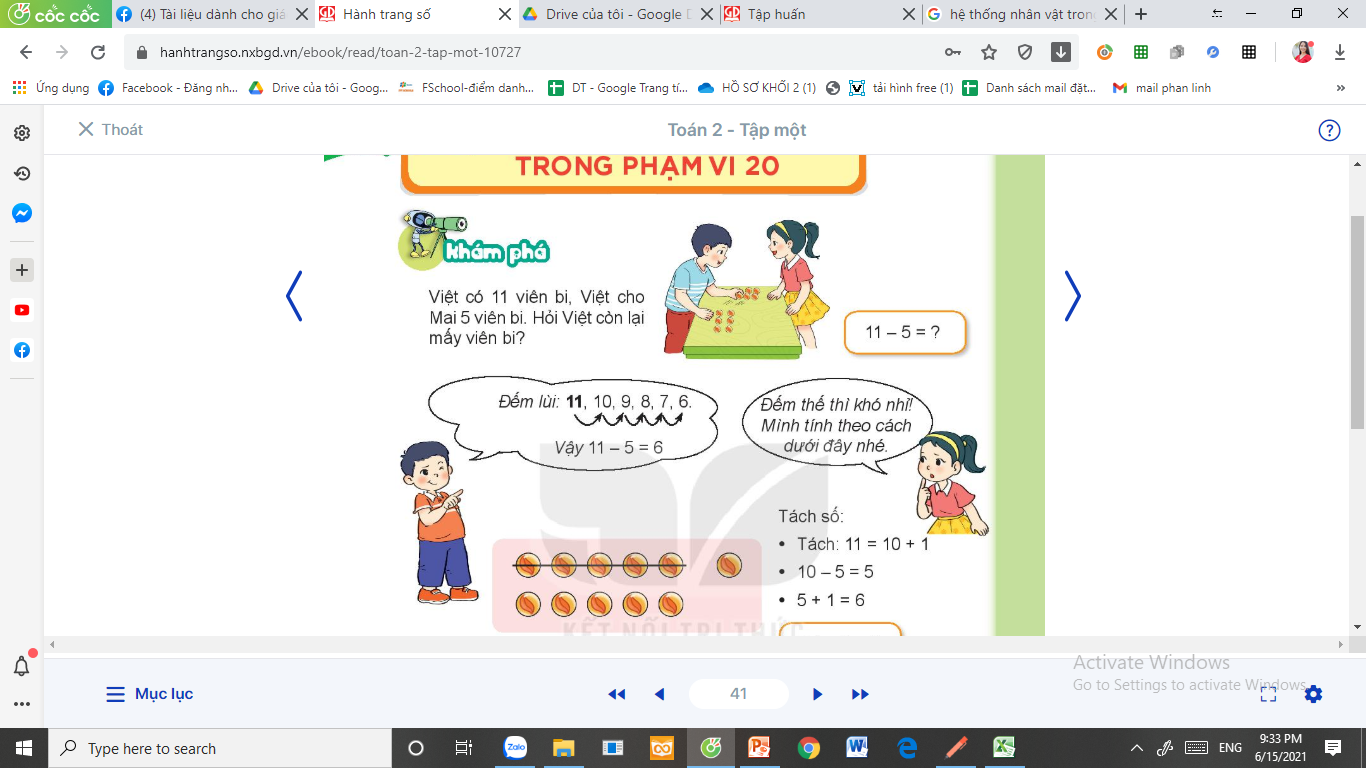 cốc cốc
(4) Tài liệu dành cho giá
Hành trang số
Drive của tôi - Google D
Tập huấn
hệ thống nhân vật tron
hanhtrangso.nxbgd.vn/ebook/read/toan-2-tap-mot-10727
Ứng dụng
Facebook - Đăng nh...
Drive của tôi - Goog...
FSchool-điểm danh...
DT - Google Trang tí...
HỒ SƠ KHỐI 2 (1)
tải hình free (1)
Danh sách mail đặt...
mail phan linh
Thoát
Toán 2 - Tập một
TRONG PHẠM VI 20
khám phá
Việt có 11 viên bi, Việt cho
Mai 5 viên bi. Hỏi Việt còn lại
mấy viên bi?
11 – 5 = ?
Đếm lùi: 11, 10, 9, 8, 7, 6.
Vậy 11 – 5 = 6
Đếm thế thì khó nhỉ!
Mình tính theo cách
dưới đây nhé.
Tách số:
• Tách: 11 = 10 + 1
• 10 – 5 = 5
• 5 + 1 = 6
KẾT NỐI TRI THỨC
Activate Windows
Go to Settings to activate Windows.
Mục lục
41
Type here to search
Zalo
ENG
9:33 PM
6/15/2021